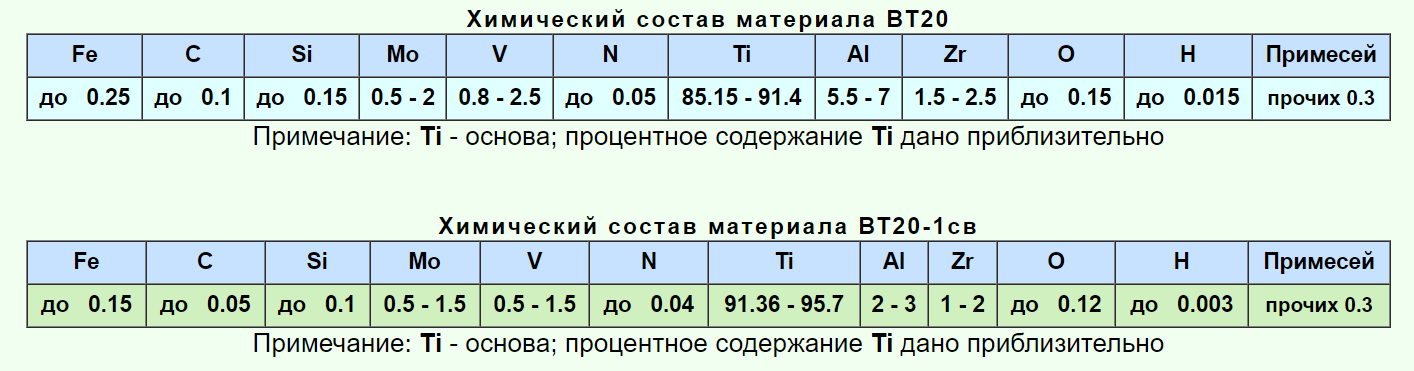 Химический состав материала ВТ20
Fe C Si Mo V N Ti Al Zr O H Примесей
до 0.25 до 0.1 до 0.15 0.5 - 2 0.8 - 2.5 до 0.05 85.15 - 91.4 5.5 - 7 1.5 - 2.5 до 0.15 до 0.015 прочих 0.3
Примечание: Ti - основа; процентное содержание Ti дано приблизительно
Химический состав материала ВТ20-1св
Fe C Si Mo V N Ti Al Zr O H Примесей
до 0.15 до 0.05 до 0.1 0.5 - 1.5 0.5 - 1.5 до 0.04 91.36 - 95.7 2 - 3 1 - 2 до 0.12 до 0.003 прочих 0.3
Примечание: Ti - основа; процентное содержание Ti дано приблизительно